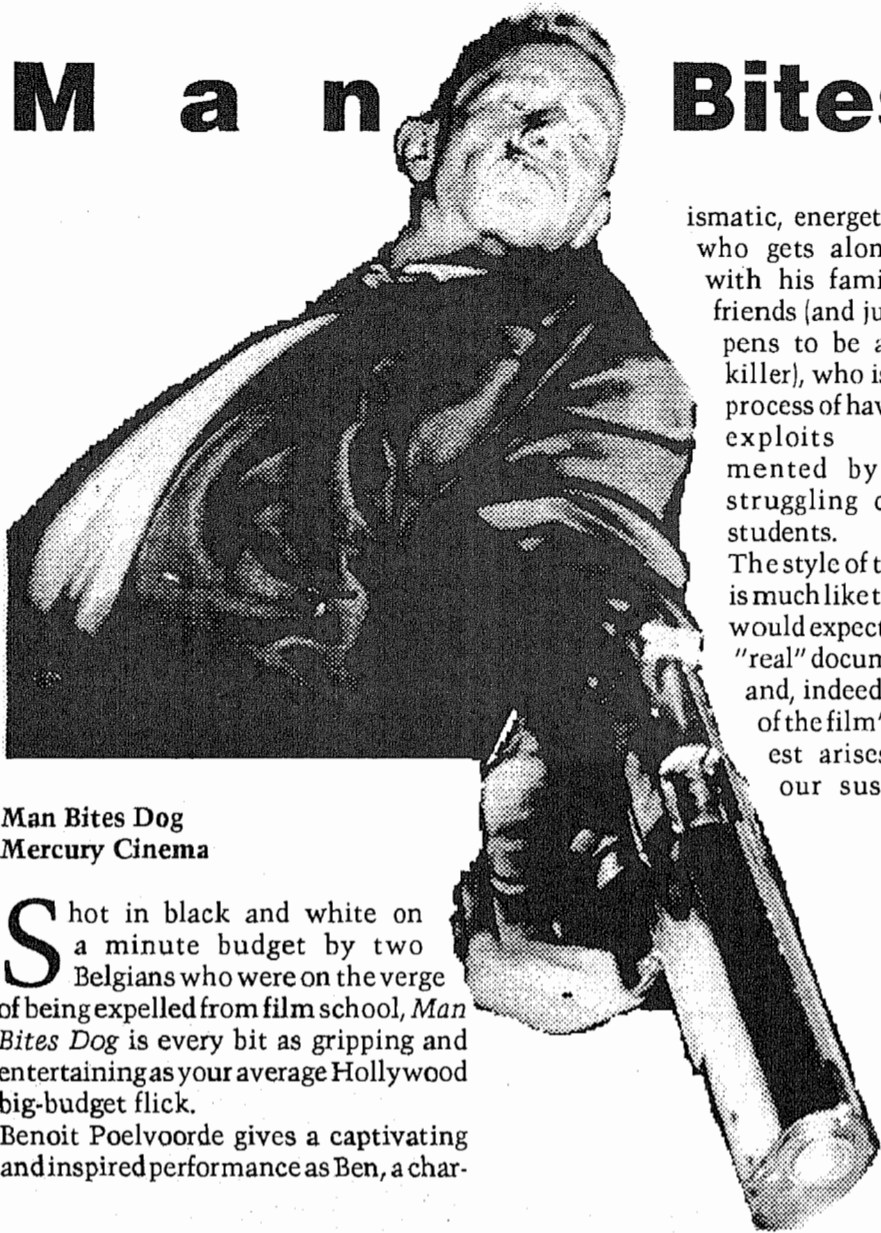 Man Bites
Man Bites Dog
Mercury Cinema
Shot in black and white on
a minute budget by two
Belgians who were on the verge
of being expelled from film school, Man
Bites Dog is every bit as gripping and
entertaining as your average Hollywood
big-budget flick.
Benoit Poelvoorde gives a captivating
and inspired performance as Ben, a char-
ismatic, energet
who gets alon
with his fami
friends (and ju
pens to be a
killer), who is
process of hav
exploits
mented by
struggling
students.
The style of t
is much like t
would expect
"real" docum
and, indeed
of the film'
est arises
our sus